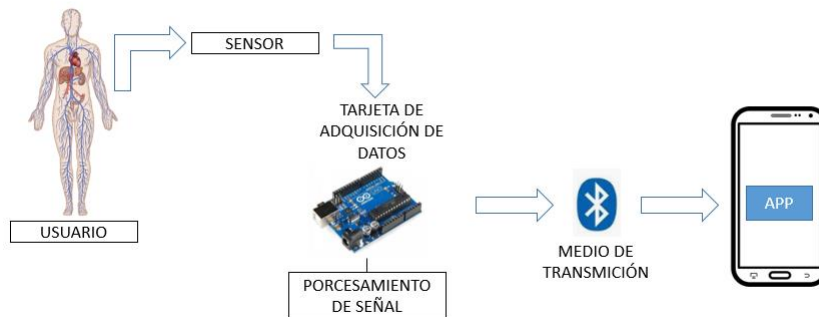 SENSOR
TARJETA DE
ADQUISICIÓN DE
DATOS
USUARIO
APP
MEDIO DE
TRANSMICIÓN
PORCESAMIENTO
DE SEÑAL